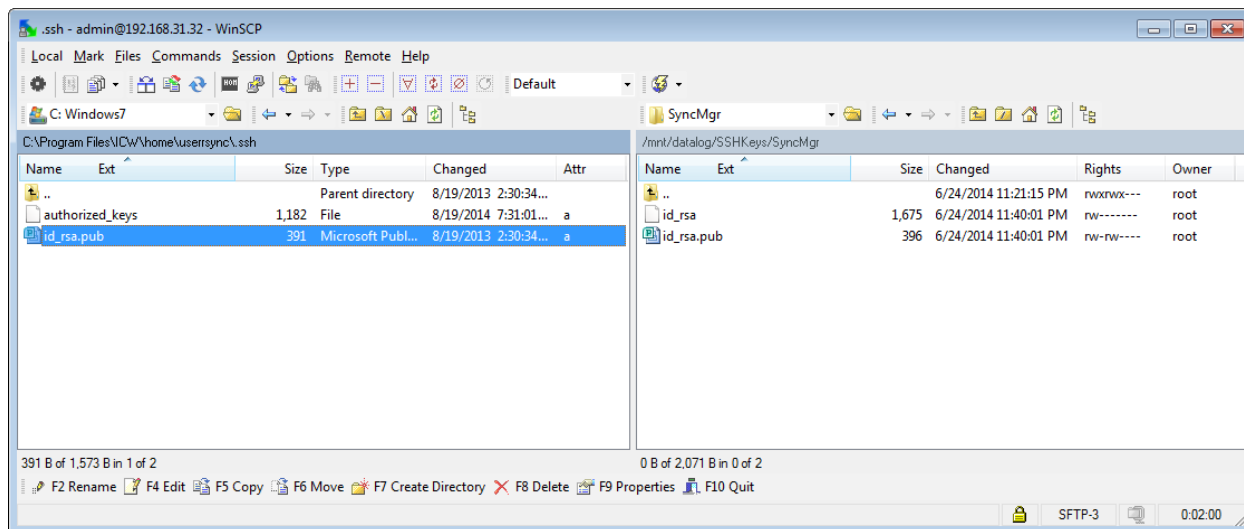 .ssh - admin@192.168.31.32 - WinSCP
Local Mark Files Commands Session Options Remote Help
Default
C: Windows7 SyncMgr
C:\Program Files\ICW\home\userrsync\.ssh /mnt/datalog/SSHKeys/SyncMgr
Name Ext Size Type Changed Attr Name Ext Size Changed Rights Owner
.. Parent directory 8/19/2013 2:30:34... .. 6/24/2014 11:21:15 PM rwxrwx--- root
authorized_keys 1,182 File 8/19/2014 7:31:01... a id_rsa 1,675 6/24/2014 11:40:01 PM rw------- root
id_rsa.pub 391 Microsoft Publ... 8/19/2013 2:30:34... a id_rsa.pub 396 6/24/2014 11:40:01 PM rw-rw---- root
391 B of 1,573 B in 1 of 2 0 B of 2,071 B in 0 of 2
F2 Rename F4 Edit F5 Copy F6 Move F7 Create Directory F8 Delete F9 Properties F10 Quit
SFTP-3 0:02:00